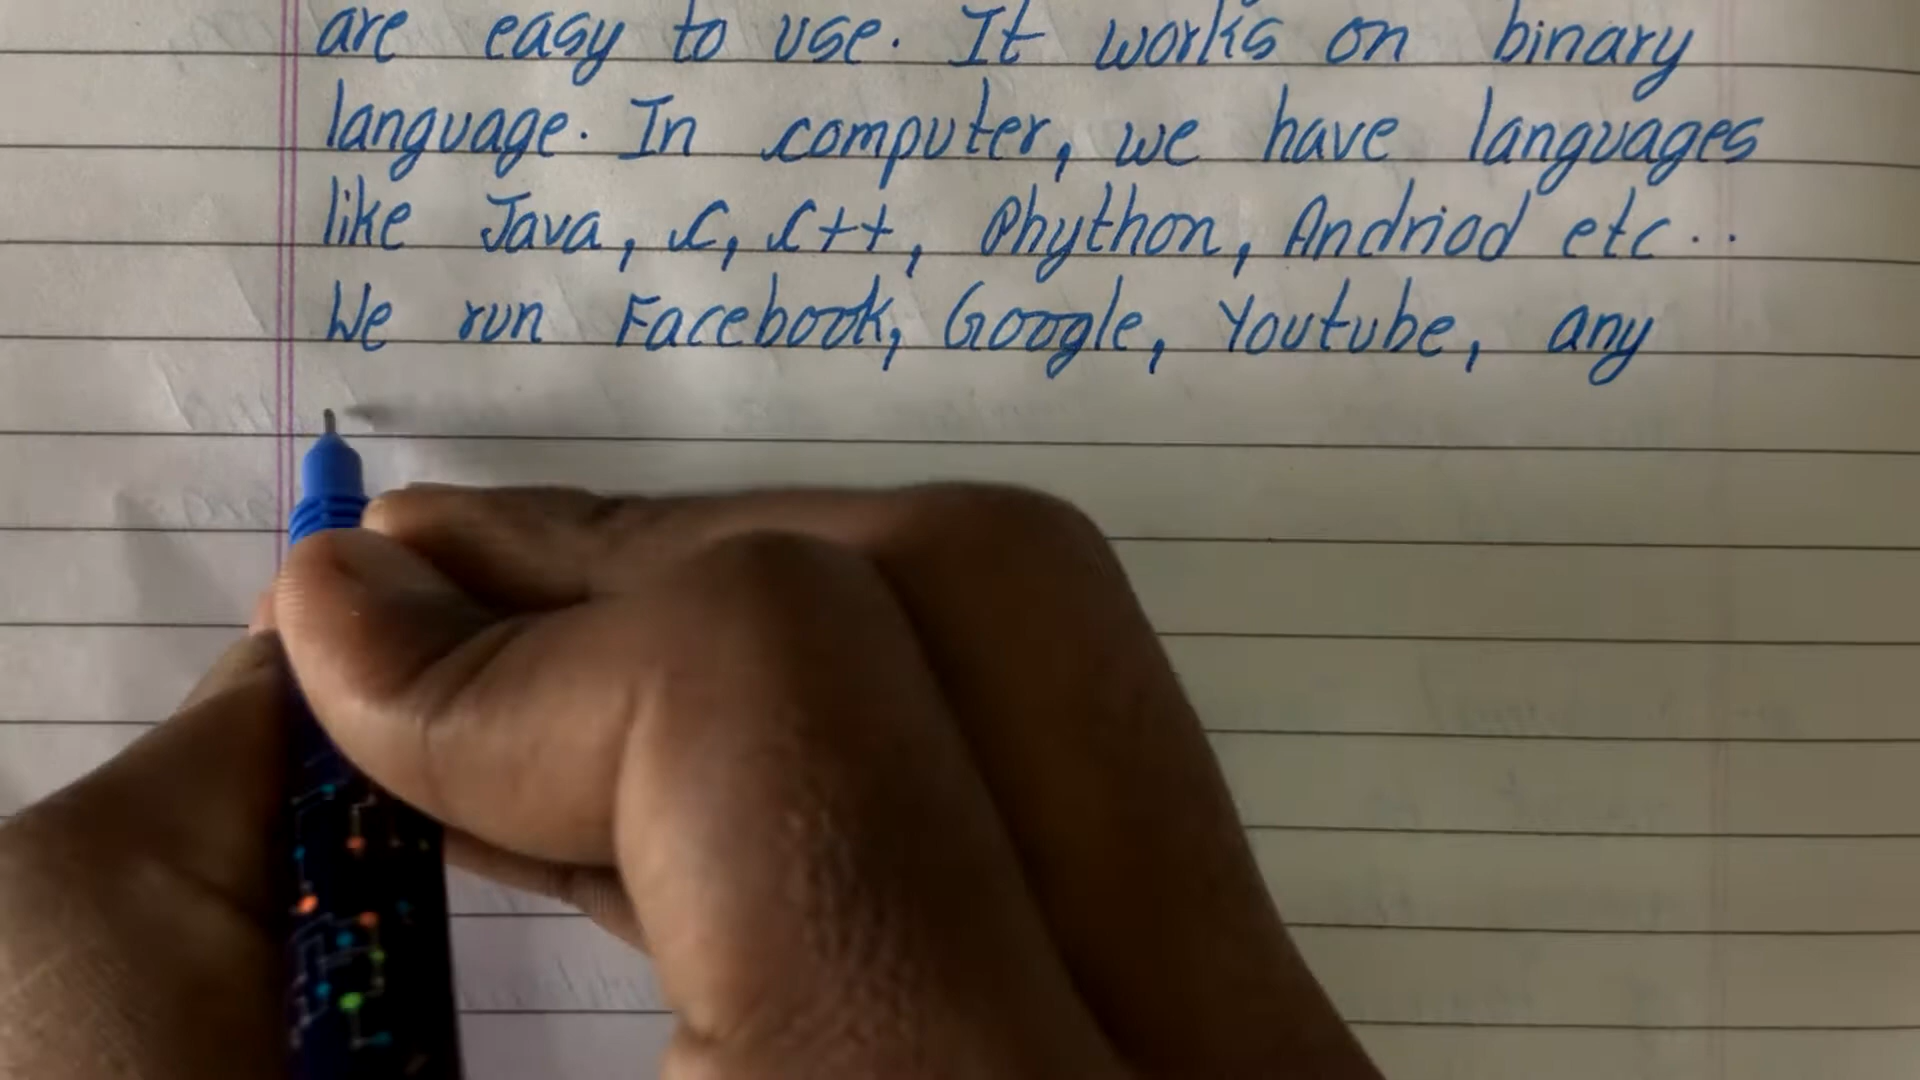 are easy to use. It works on binary
language. In computer, we have languages
like Java, C, C++, Phython, Andriod etc..
We run Facebook, Google, Youtube, any